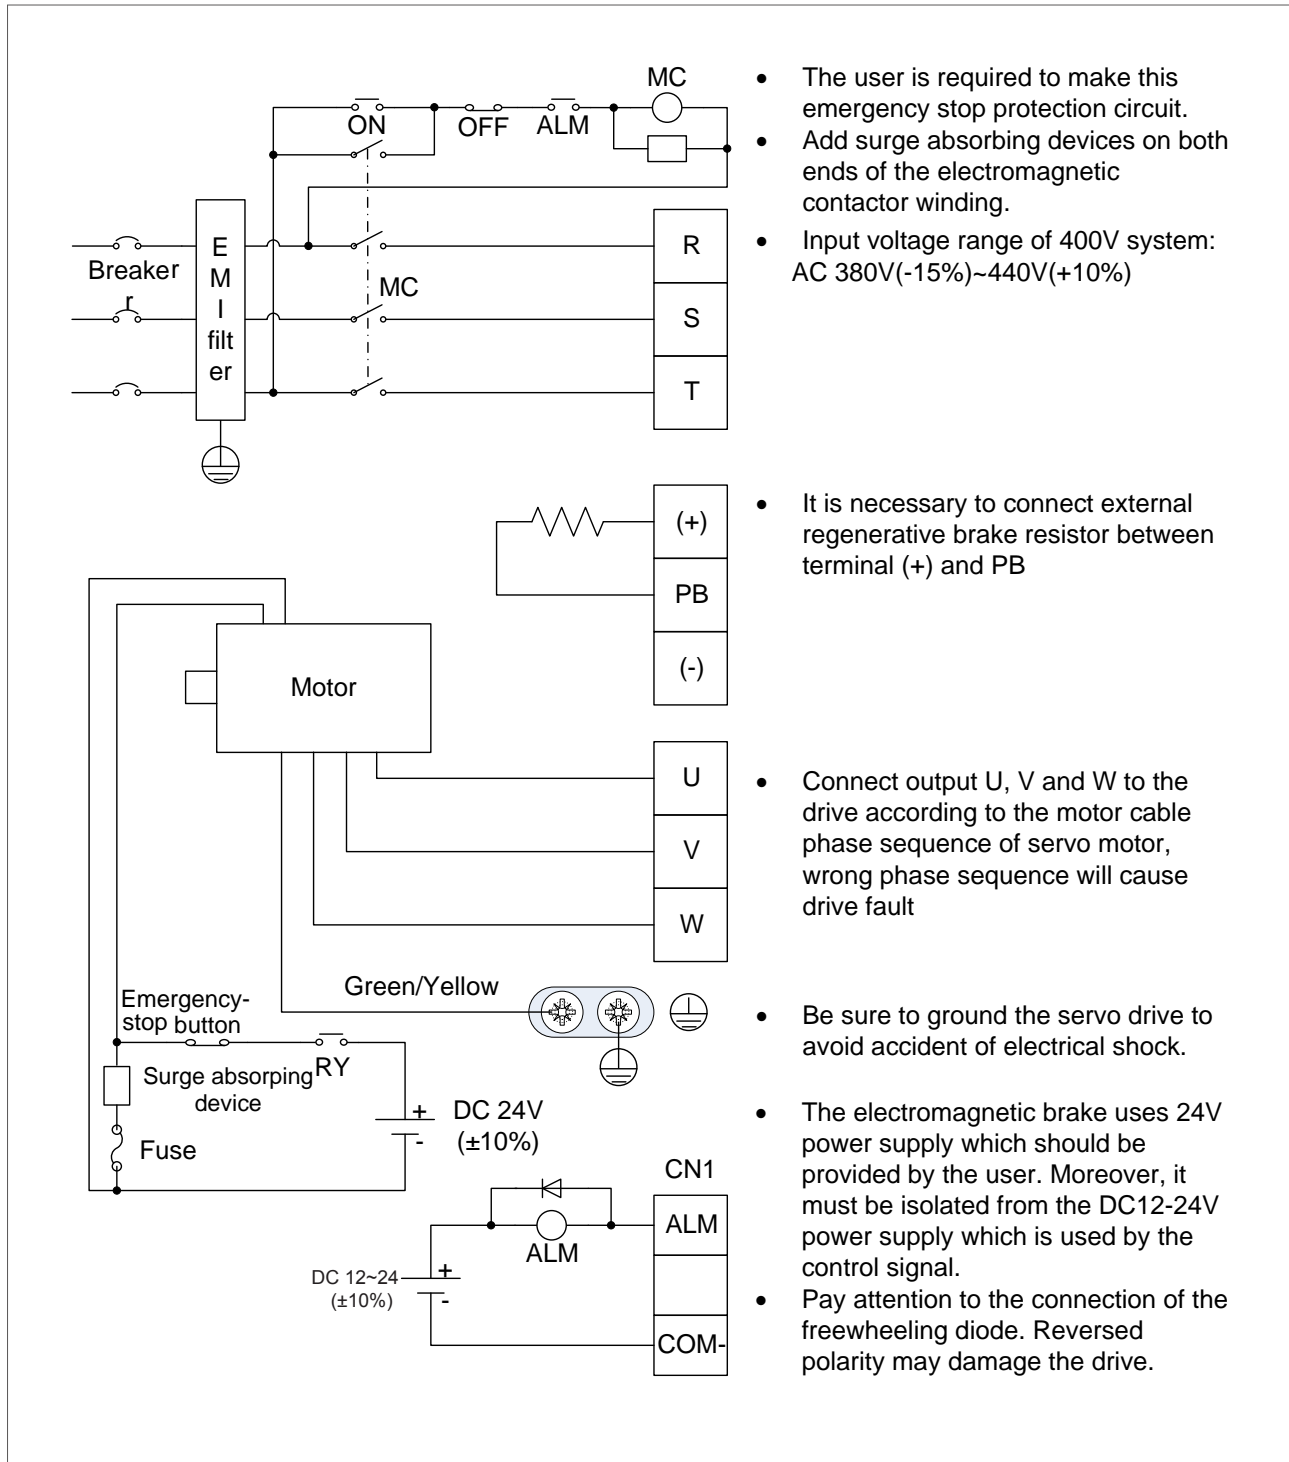 MC
ON
OFF
ALM
• The user is required to make this
emergency stop protection circuit.
• Add surge absorbing devices on both
ends of the electromagnetic
contactor winding.
• Input voltage range of 400V system:
AC 380V(-15%)~440V(+10%)
Breaker
r
E
M
I
filt
er
MC
R
S
T
(+)
PB
(-)
• It is necessary to connect external
regenerative brake resistor between
terminal (+) and PB
Motor
U
V
W
• Connect output U, V and W to the
drive according to the motor cable
phase sequence of servo motor,
wrong phase sequence will cause
drive fault
Green/Yellow
• Be sure to ground the servo drive to
avoid accident of electrical shock.
Emergency-
stop button
RY
Surge absorping
device
Fuse
+
-
DC 24V
(±10%)
• The electromagnetic brake uses 24V
power supply which should be
provided by the user. Moreover, it
must be isolated from the DC12-24V
power supply which is used by the
control signal.
• Pay attention to the connection of the
freewheeling diode. Reversed
polarity may damage the drive.
CN1
ALM
COM-
ALM
DC 12~24
(±10%)
+
-